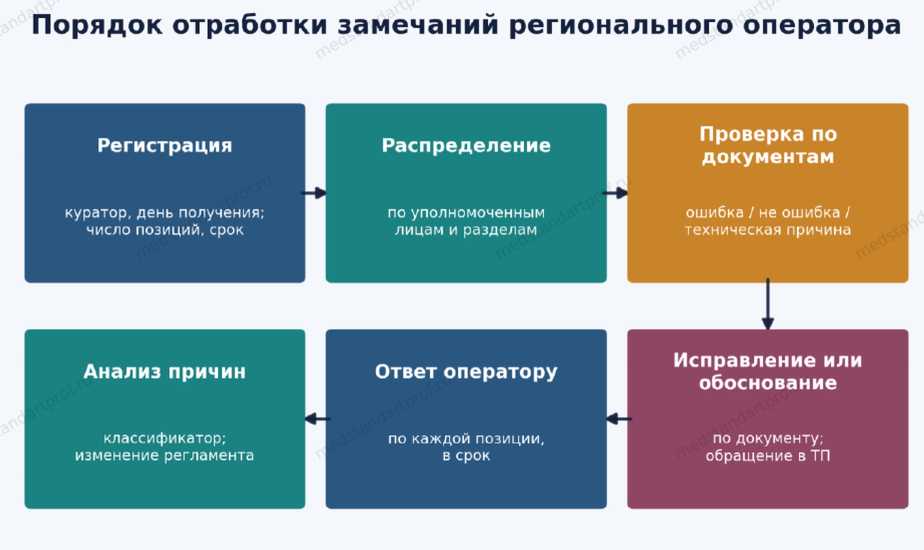 Порядок отработки замечаний регионального оператора
Регистрация
куратор, день получения;
число позиций, срок
Распределение
по уполномоченным
лицам и разделам
Проверка по
документам
ошибка / не ошибка /
техническая причина
Исправление или
обоснование
по документу;
обращение в ТП
Ответ оператору
по каждой позиции,
в срок
Анализ причин
классификатор;
изменение регламента
medstandartprof.ru